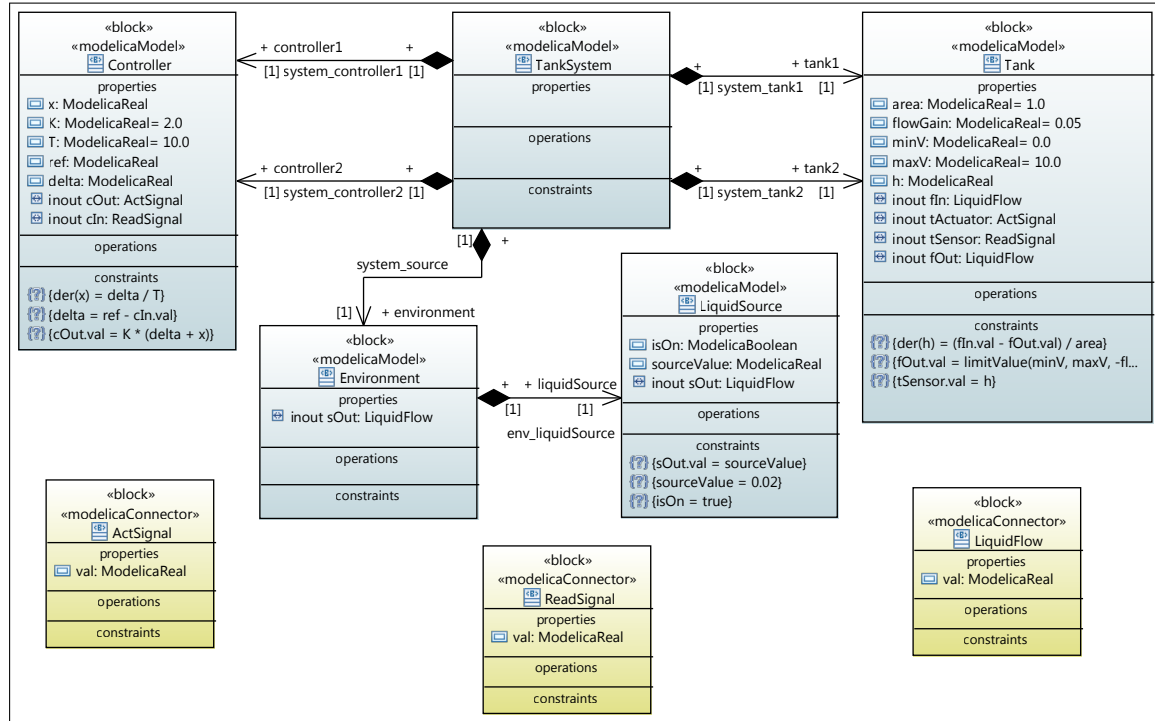 «block»
«modelicaModel»
Controller
properties
x: ModelicaReal
K: ModelicaReal= 2.0
T: ModelicaReal= 10.0
ref: ModelicaReal
delta: ModelicaReal
inout cOut: ActSignal
inout cIn: ReadSignal
operations
constraints
{der(x) = delta / T}
{delta = ref - cIn.val}
{cOut.val = K * (delta + x)}
+ controller1 +
[1] system_controller1 [1]
+ controller2 +
[1] system_controller2 [1]
«block»
«modelicaModel»
TankSystem
properties
operations
constraints
+ + tank1
[1] system_tank1 [1]
+ + tank2
[1] system_tank2 [1]
«block»
«modelicaModel»
Tank
properties
area: ModelicaReal= 1.0
flowGain: ModelicaReal= 0.05
minV: ModelicaReal= 0.0
maxV: ModelicaReal= 10.0
h: ModelicaReal
inout fIn: LiquidFlow
inout tActuator: ActSignal
inout tSensor: ReadSignal
inout fOut: LiquidFlow
operations
constraints
{der(h) = (fIn.val - fOut.val) / area}
{fOut.val = limitValue(minV, maxV, -fl...
{tSensor.val = h}
[1] +
system_source
[1] + environment
«block»
«modelicaModel»
Environment
properties
inout sOut: LiquidFlow
operations
constraints
+ + liquidSource
[1] [1]
env_liquidSource
«block»
«modelicaModel»
LiquidSource
properties
isOn: ModelicaBoolean
sourceValue: ModelicaReal
inout sOut: LiquidFlow
operations
constraints
{sOut.val = sourceValue}
{sourceValue = 0.02}
{isOn = true}
«block»
«modelicaConnector»
ActSignal
properties
val: ModelicaReal
operations
constraints
«block»
«modelicaConnector»
ReadSignal
properties
val: ModelicaReal
operations
constraints
«block»
«modelicaConnector»
LiquidFlow
properties
val: ModelicaReal
operations
constraints